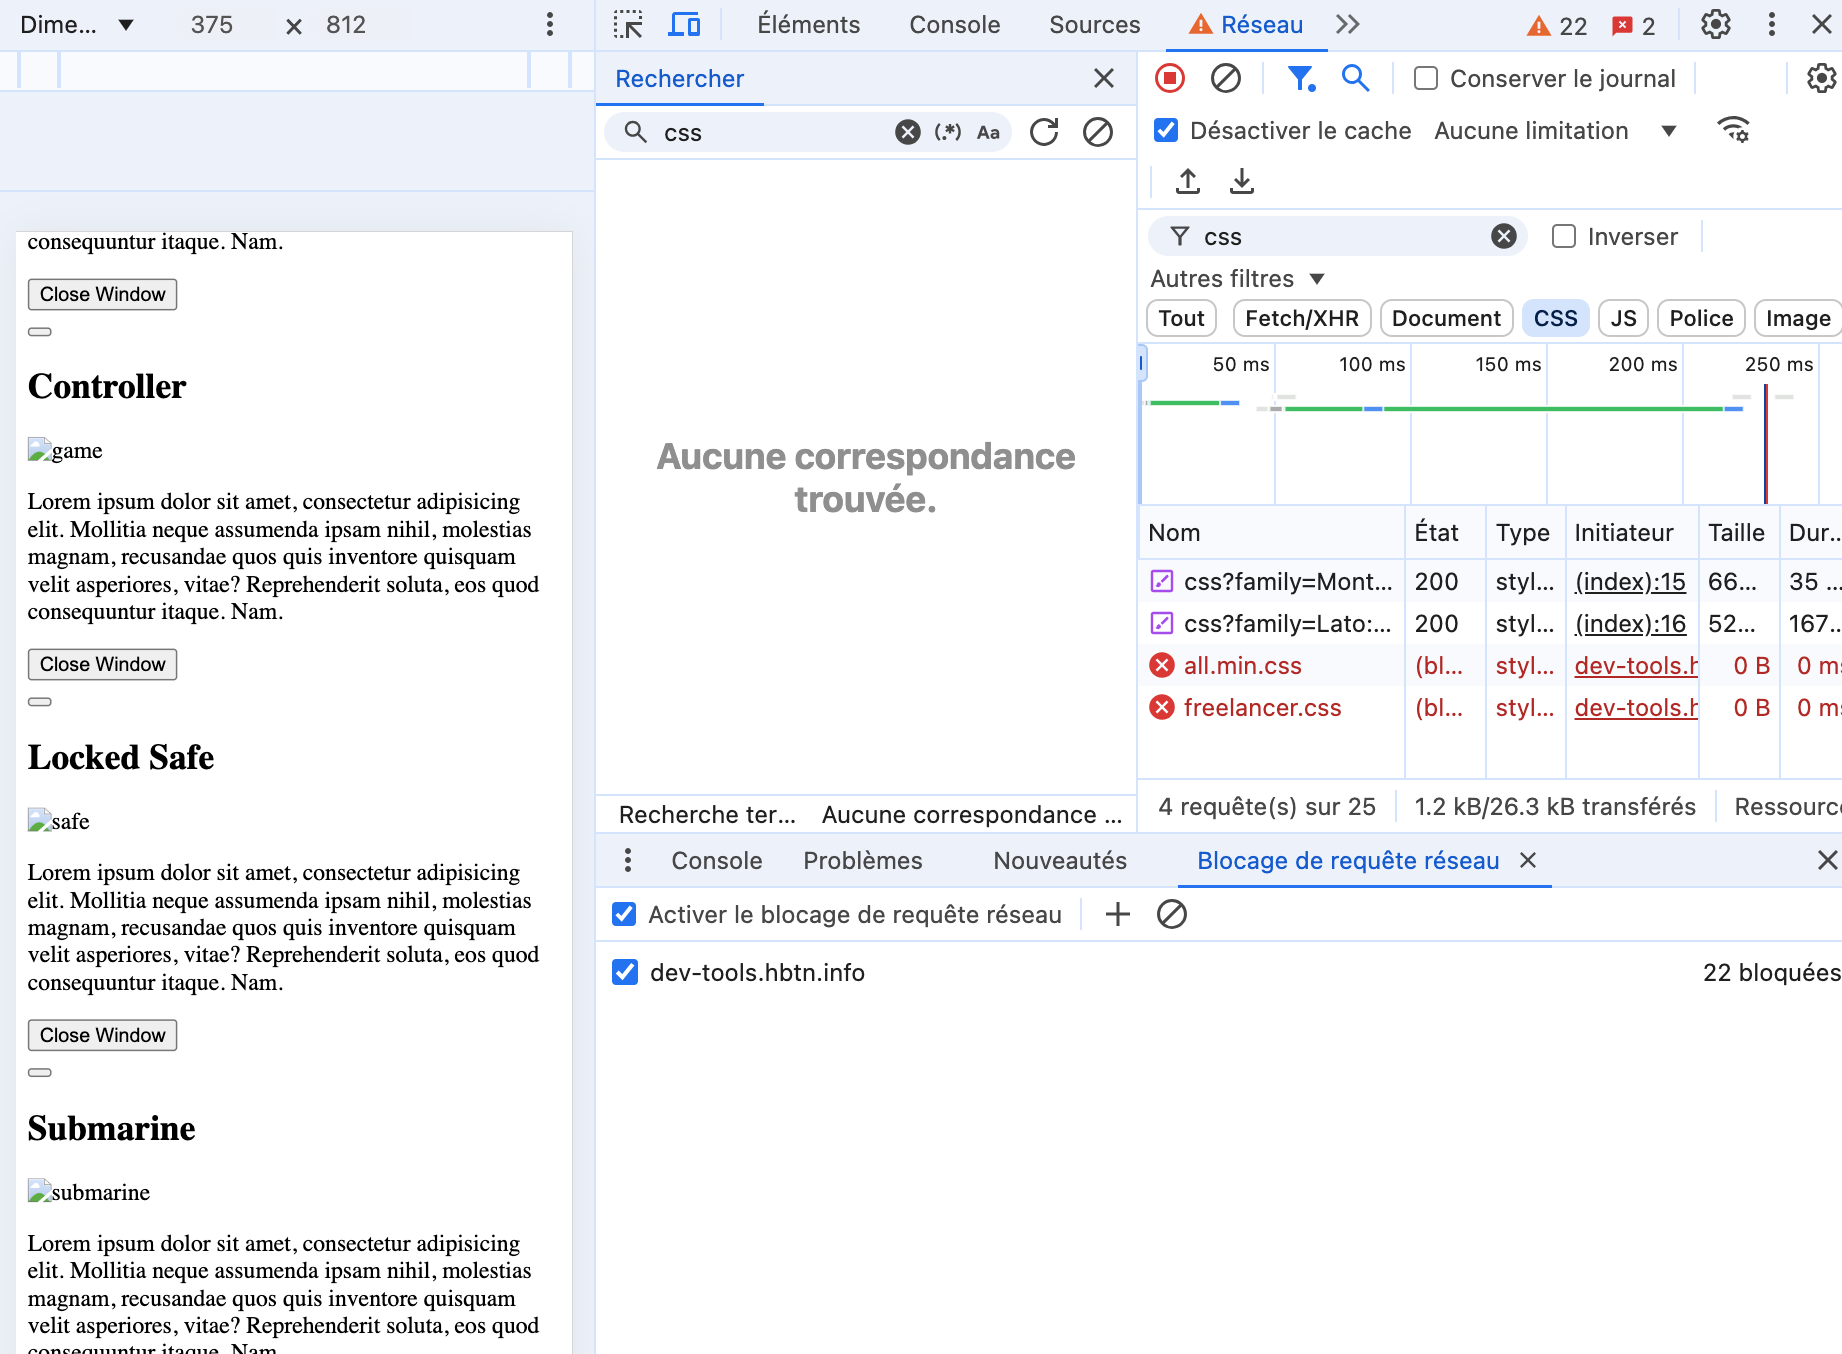 Dime...
375
×
812
Éléments
Console
Sources
Réseau
22
2
consequuntur itaque. Nam.
Close Window
Controller
game
Lorem ipsum dolor sit amet, consectetur adipisicing
elit. Mollitia neque assumenda ipsam nihil, molestias
magnam, recusandae quos quis inventore quisquam
velit asperiores, vitae? Reprehenderit soluta, eos quod
consequuntur itaque. Nam.
Close Window
Locked Safe
safe
Lorem ipsum dolor sit amet, consectetur adipisicing
elit. Mollitia neque assumenda ipsam nihil, molestias
magnam, recusandae quos quis inventore quisquam
velit asperiores, vitae? Reprehenderit soluta, eos quod
consequuntur itaque. Nam.
Close Window
Submarine
submarine
Lorem ipsum dolor sit amet, consectetur adipisicing
elit. Mollitia neque assumenda ipsam nihil, molestias
magnam, recusandae quos quis inventore quisquam
velit asperiores, vitae? Reprehenderit soluta, eos quod
consequuntur itaque. Nam.
Rechercher
css
(.*)
Aa
Aucune correspondance
trouvée.
Recherche ter...
Aucune correspondance ...
Conserver le journal
Désactiver le cache
Aucune limitation
css
Inverser
Autres filtres
Tout
Fetch/XHR
Document
CSS
JS
Police
Image
50 ms
100 ms
150 ms
200 ms
250 ms
Nom
État
Type
Initiateur
Taille
Dur...
css?family=Mont...
200
styl...
(index):15
66...
35 ...
css?family=Lato:...
200
styl...
(index):16
52...
167...
all.min.css
(bl...
styl...
dev-tools.h
0 B
0 ms
freelancer.css
(bl...
styl...
dev-tools.h
0 B
0 ms
4 requête(s) sur 25
1.2 kB/26.3 kB transférés
Ressourc
Console
Problèmes
Nouveautés
Blocage de requête réseau
Activer le blocage de requête réseau
dev-tools.hbtn.info
22 bloquées